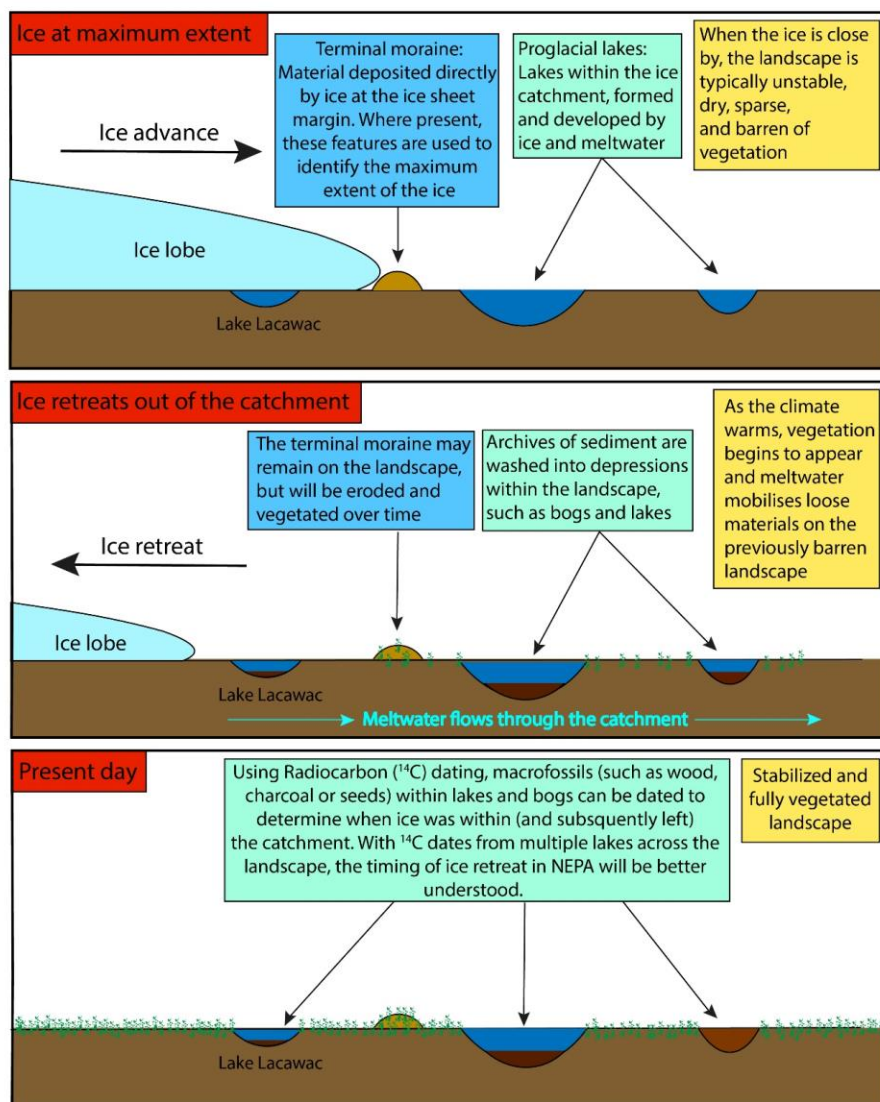 Ice at maximum extent
Ice advance
Terminal moraine:
Material deposited directly
by ice at the ice sheet
margin. Where present,
these features are used to
identify the maximum
extent of the ice
Proglacial lakes:
Lakes within the ice
catchment, formed
and developed by
ice and meltwater
When the ice is close
by, the landscape is
typically unstable,
dry, sparse,
and barren of
vegetation
Ice lobe
Lake Lacawac
Ice retreats out of the catchment
Ice retreat
The terminal moraine may
remain on the landscape,
but will be eroded and
vegetated over time
Archives of sediment are
washed into depressions
within the landscape,
such as bogs and lakes
As the climate
warms, vegetation
begins to appear
and meltwater
mobilises loose
materials on the
previously barren
landscape
Ice lobe
Lake Lacawac
Meltwater flows through the catchment
Present day
Using Radiocarbon (¹⁴C) dating, macrofossils (such as wood,
charcoal or seeds) within lakes and bogs can be dated to
determine when ice was within (and subsquently left)
the catchment. With ¹⁴C dates from multiple lakes across the
landscape, the timing of ice retreat in NEPA will be better
understood.
Stabilized and
fully vegetated
landscape
Lake Lacawac